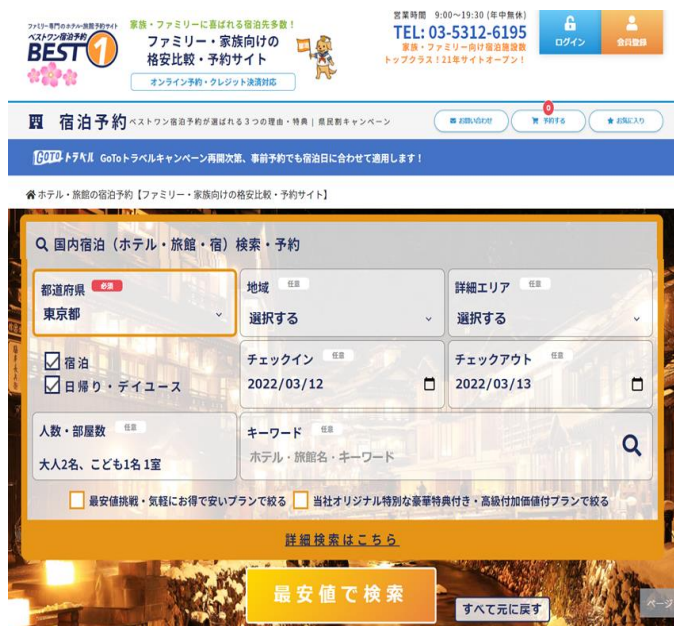 ファミリー専門のホテル・旅館予約サイト
ベストワン宿泊予約
BEST1
家族・ファミリーに喜ばれる宿泊先多数！
ファミリー・家族向けの
格安比較・予約サイト
オンライン予約・クレジット決済対応
営業時間 9:00～19:30 (年中無休)
TEL: 03-5312-6195
家族・ファミリー向け宿泊施設数
トップクラス！21年サイトオープン！
ログイン
会員登録
宿泊予約 ベストワン宿泊予約が選ばれる3つの理由・特典 | 県民割キャンペーン
お問い合わせ
0
予約する
お気に入り
GOTOトラベル GoToトラベルキャンペーン再開次第、事前予約でも宿泊日に合わせて適用します！
ホテル・旅館の宿泊予約【ファミリー・家族向けの格安比較・予約サイト】
国内宿泊（ホテル・旅館・宿）検索・予約
都道府県 必須
東京都
地域 任意
選択する
詳細エリア 任意
選択する
宿泊
日帰り・デイユース
チェックイン 任意
2022/03/12
チェックアウト 任意
2022/03/13
人数・部屋数 任意
大人2名、こども1名 1室
キーワード 任意
ホテル・旅館名・キーワード
最安値挑戦・気軽にお得で安いプランで絞る
当社オリジナル特別な豪華特典付き・高級付加価値付プランで絞る
詳細検索はこちら
最安値で検索
すべて元に戻す
ページ